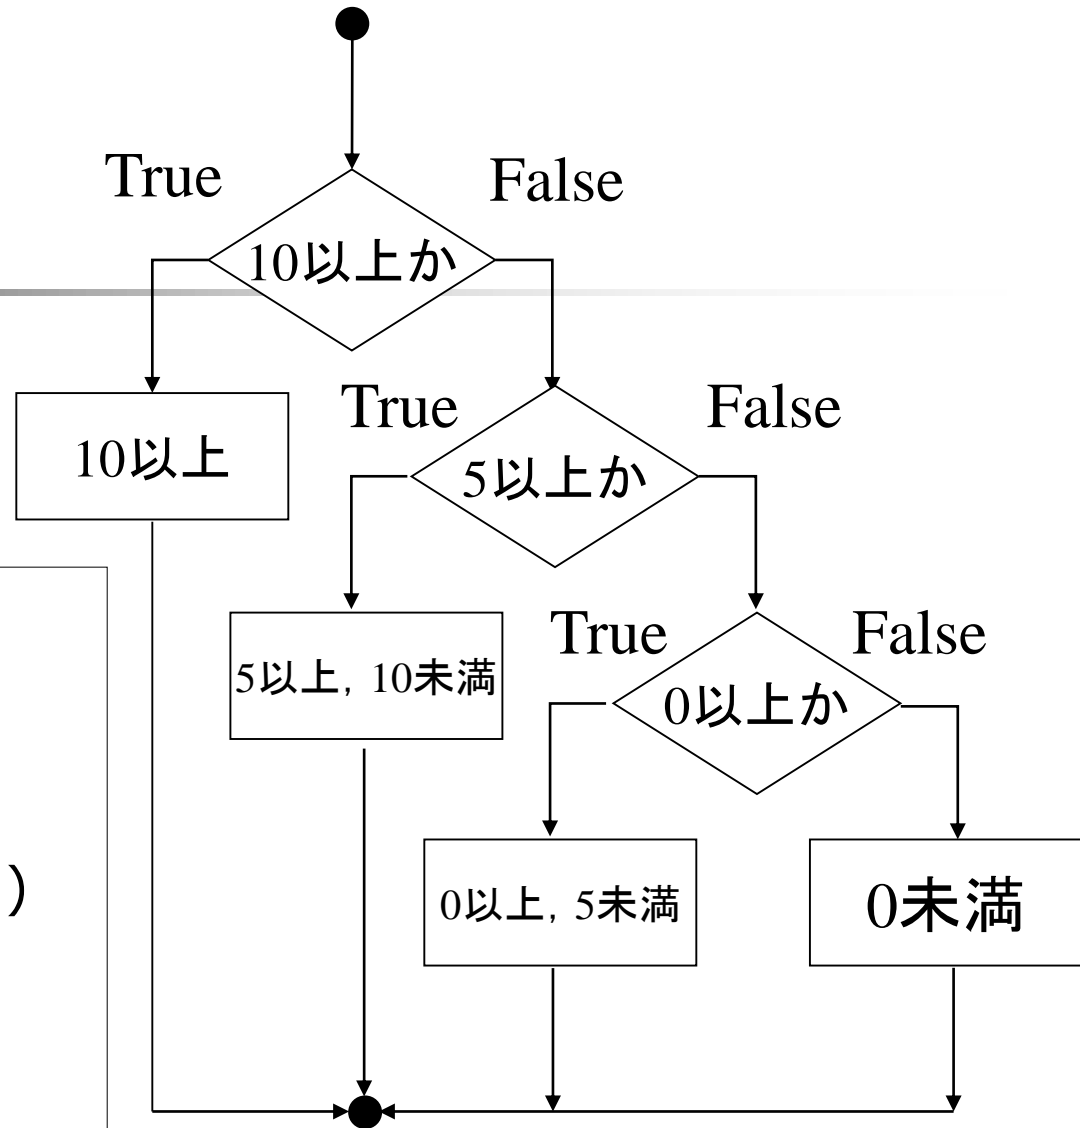 True
False
10以上か
True
False
10以上
5以上か
True
False
5以上, 10未満
0以上か
)
0以上, 5未満
0未満